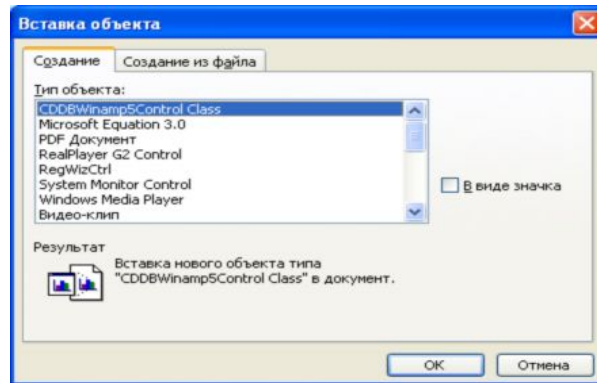 Вставка объекта
Создание
Создание из файла
Тип объекта:
CDDBWinamp5Control Class
Microsoft Equation 3.0
PDF Документ
RealPlayer G2 Control
RegWizCtrl
System Monitor Control
Windows Media Player
Видео-клип
В виде значка
Результат
Вставка нового объекта типа
"CDDBWinamp5Control Class" в документ.
ОК
Отмена